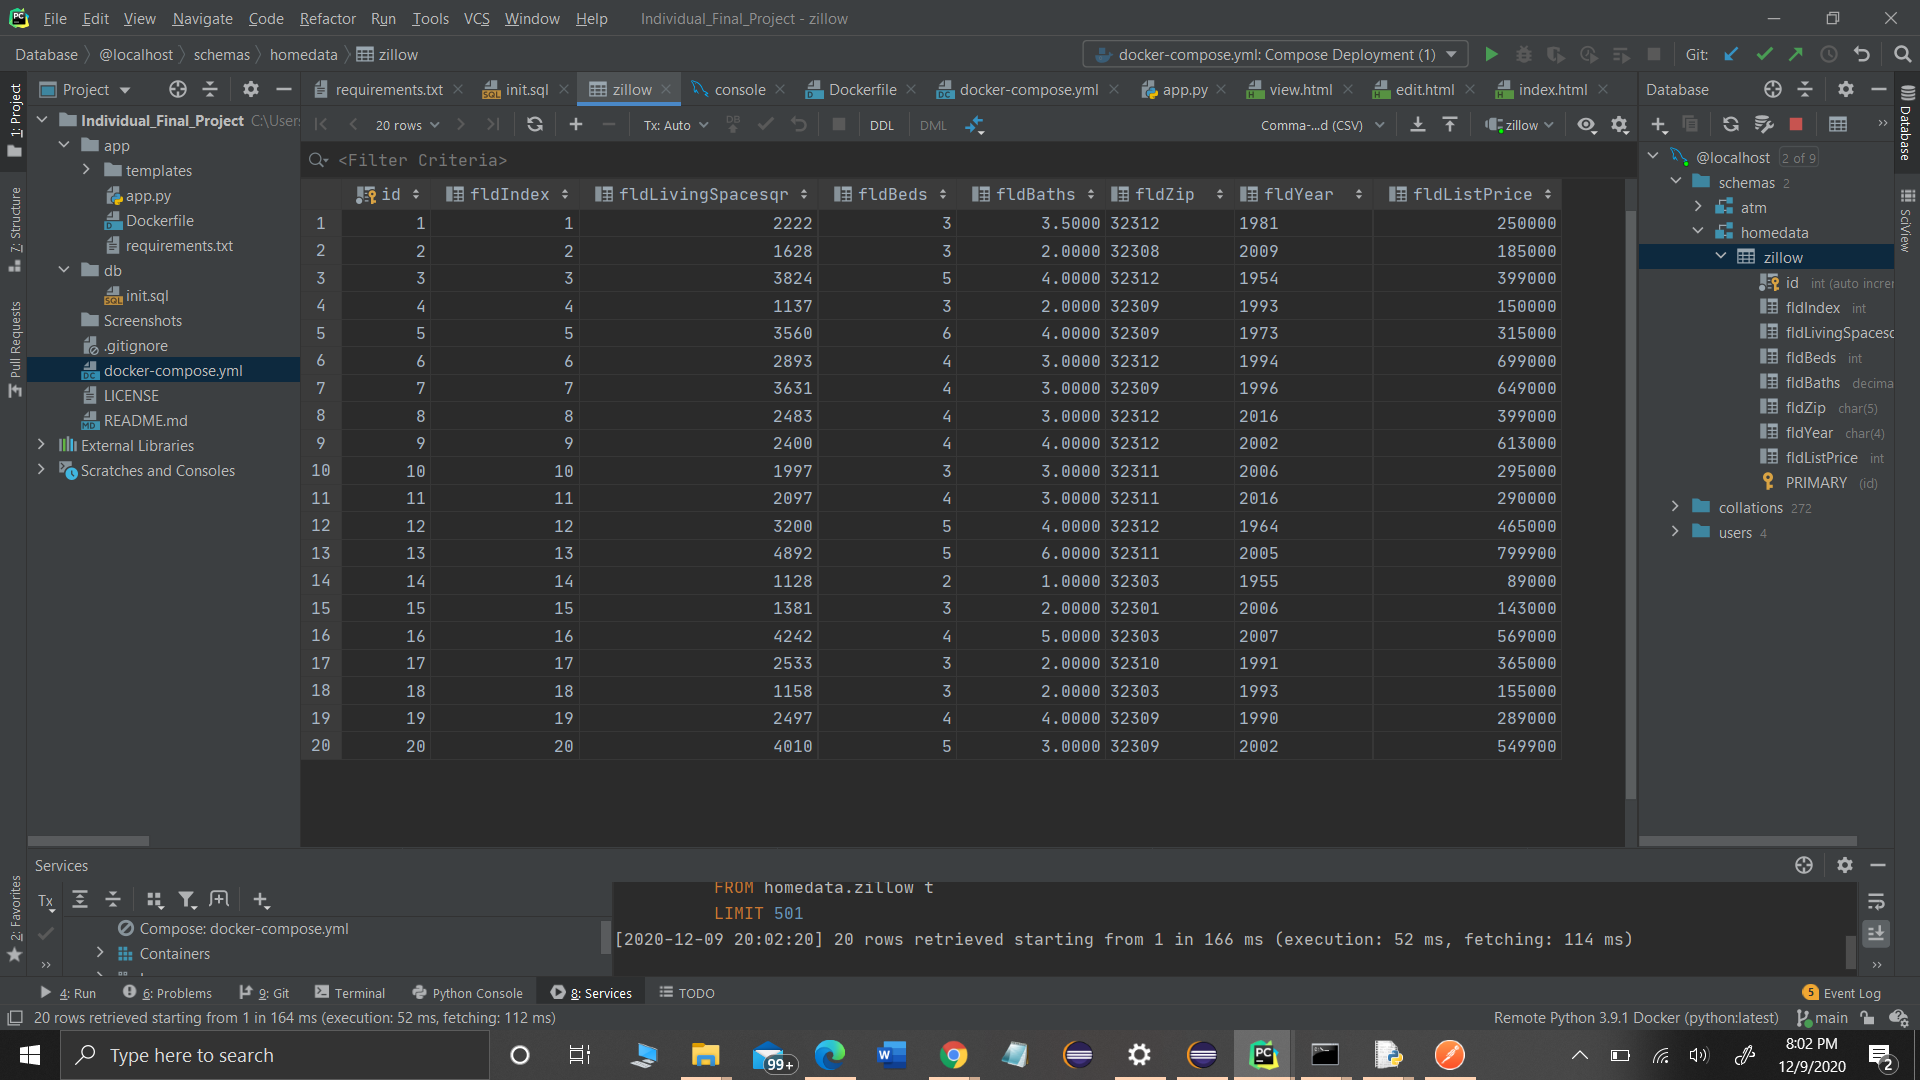 File Edit View Navigate Code Refactor Run Tools VCS Window Help Individual_Final_Project - zillow
Database @localhost schemas homedata zillow docker-compose.yml: Compose Deployment (1) Git:
Project requirements.txt init.sql zillow console Dockerfile docker-compose.yml app.py view.html edit.html index.html Database
20 rows Tx: Auto DB DDL DML Comma-...d (CSV) zillow
<Filter Criteria>
id fldIndex fldLivingSpacesqr fldBeds fldBaths fldZip fldYear fldListPrice
1 1 1 2222 3 3.5000 32312 1981 250000
2 2 2 1628 3 2.0000 32308 2009 185000
3 3 3 3824 5 4.0000 32312 1954 399000
4 4 4 1137 3 2.0000 32309 1993 150000
5 5 5 3560 6 4.0000 32309 1973 315000
6 6 6 2893 4 3.0000 32312 1994 699000
7 7 7 3631 4 3.0000 32309 1996 649000
8 8 8 2483 4 3.0000 32312 2016 399000
9 9 9 2400 4 4.0000 32312 2002 613000
10 10 10 1997 3 3.0000 32311 2006 295000
11 11 11 2097 4 3.0000 32311 2016 290000
12 12 12 3200 5 4.0000 32312 1964 465000
13 13 13 4892 5 6.0000 32311 2005 799900
14 14 14 1128 2 1.0000 32303 1955 89000
15 15 15 1381 3 2.0000 32301 2006 143000
16 16 16 4242 4 5.0000 32303 2007 569000
17 17 17 2533 3 2.0000 32310 1991 365000
18 18 18 1158 3 2.0000 32303 1993 155000
19 19 19 2497 4 4.0000 32309 1990 289000
20 20 20 4010 5 3.0000 32309 2002 549900
1: Project
7: Structure
Pull Requests
2: Favorites
Individual_Final_Project C:\Users
app
templates
app.py
Dockerfile
requirements.txt
db
init.sql
Screenshots
.gitignore
docker-compose.yml
LICENSE
README.md
External Libraries
Scratches and Consoles
@localhost 2 of 9
schemas 2
atm
homedata
zillow
id int (auto increr
fldIndex int
fldLivingSpacesc
fldBeds int
fldBaths decima
fldZip char(5)
fldYear char(4)
fldListPrice int
PRIMARY (id)
collations 272
users 4
Database
SciView
Services
Tx
Compose: docker-compose.yml
Containers
FROM homedata.zillow t
LIMIT 501
[2020-12-09 20:02:20] 20 rows retrieved starting from 1 in 166 ms (execution: 52 ms, fetching: 114 ms)
4: Run 6: Problems 9: Git Terminal Python Console 8: Services TODO 5 Event Log
20 rows retrieved starting from 1 in 164 ms (execution: 52 ms, fetching: 112 ms) Remote Python 3.9.1 Docker (python:latest) main
Type here to search 99+ 8:02 PM
12/9/2020 2